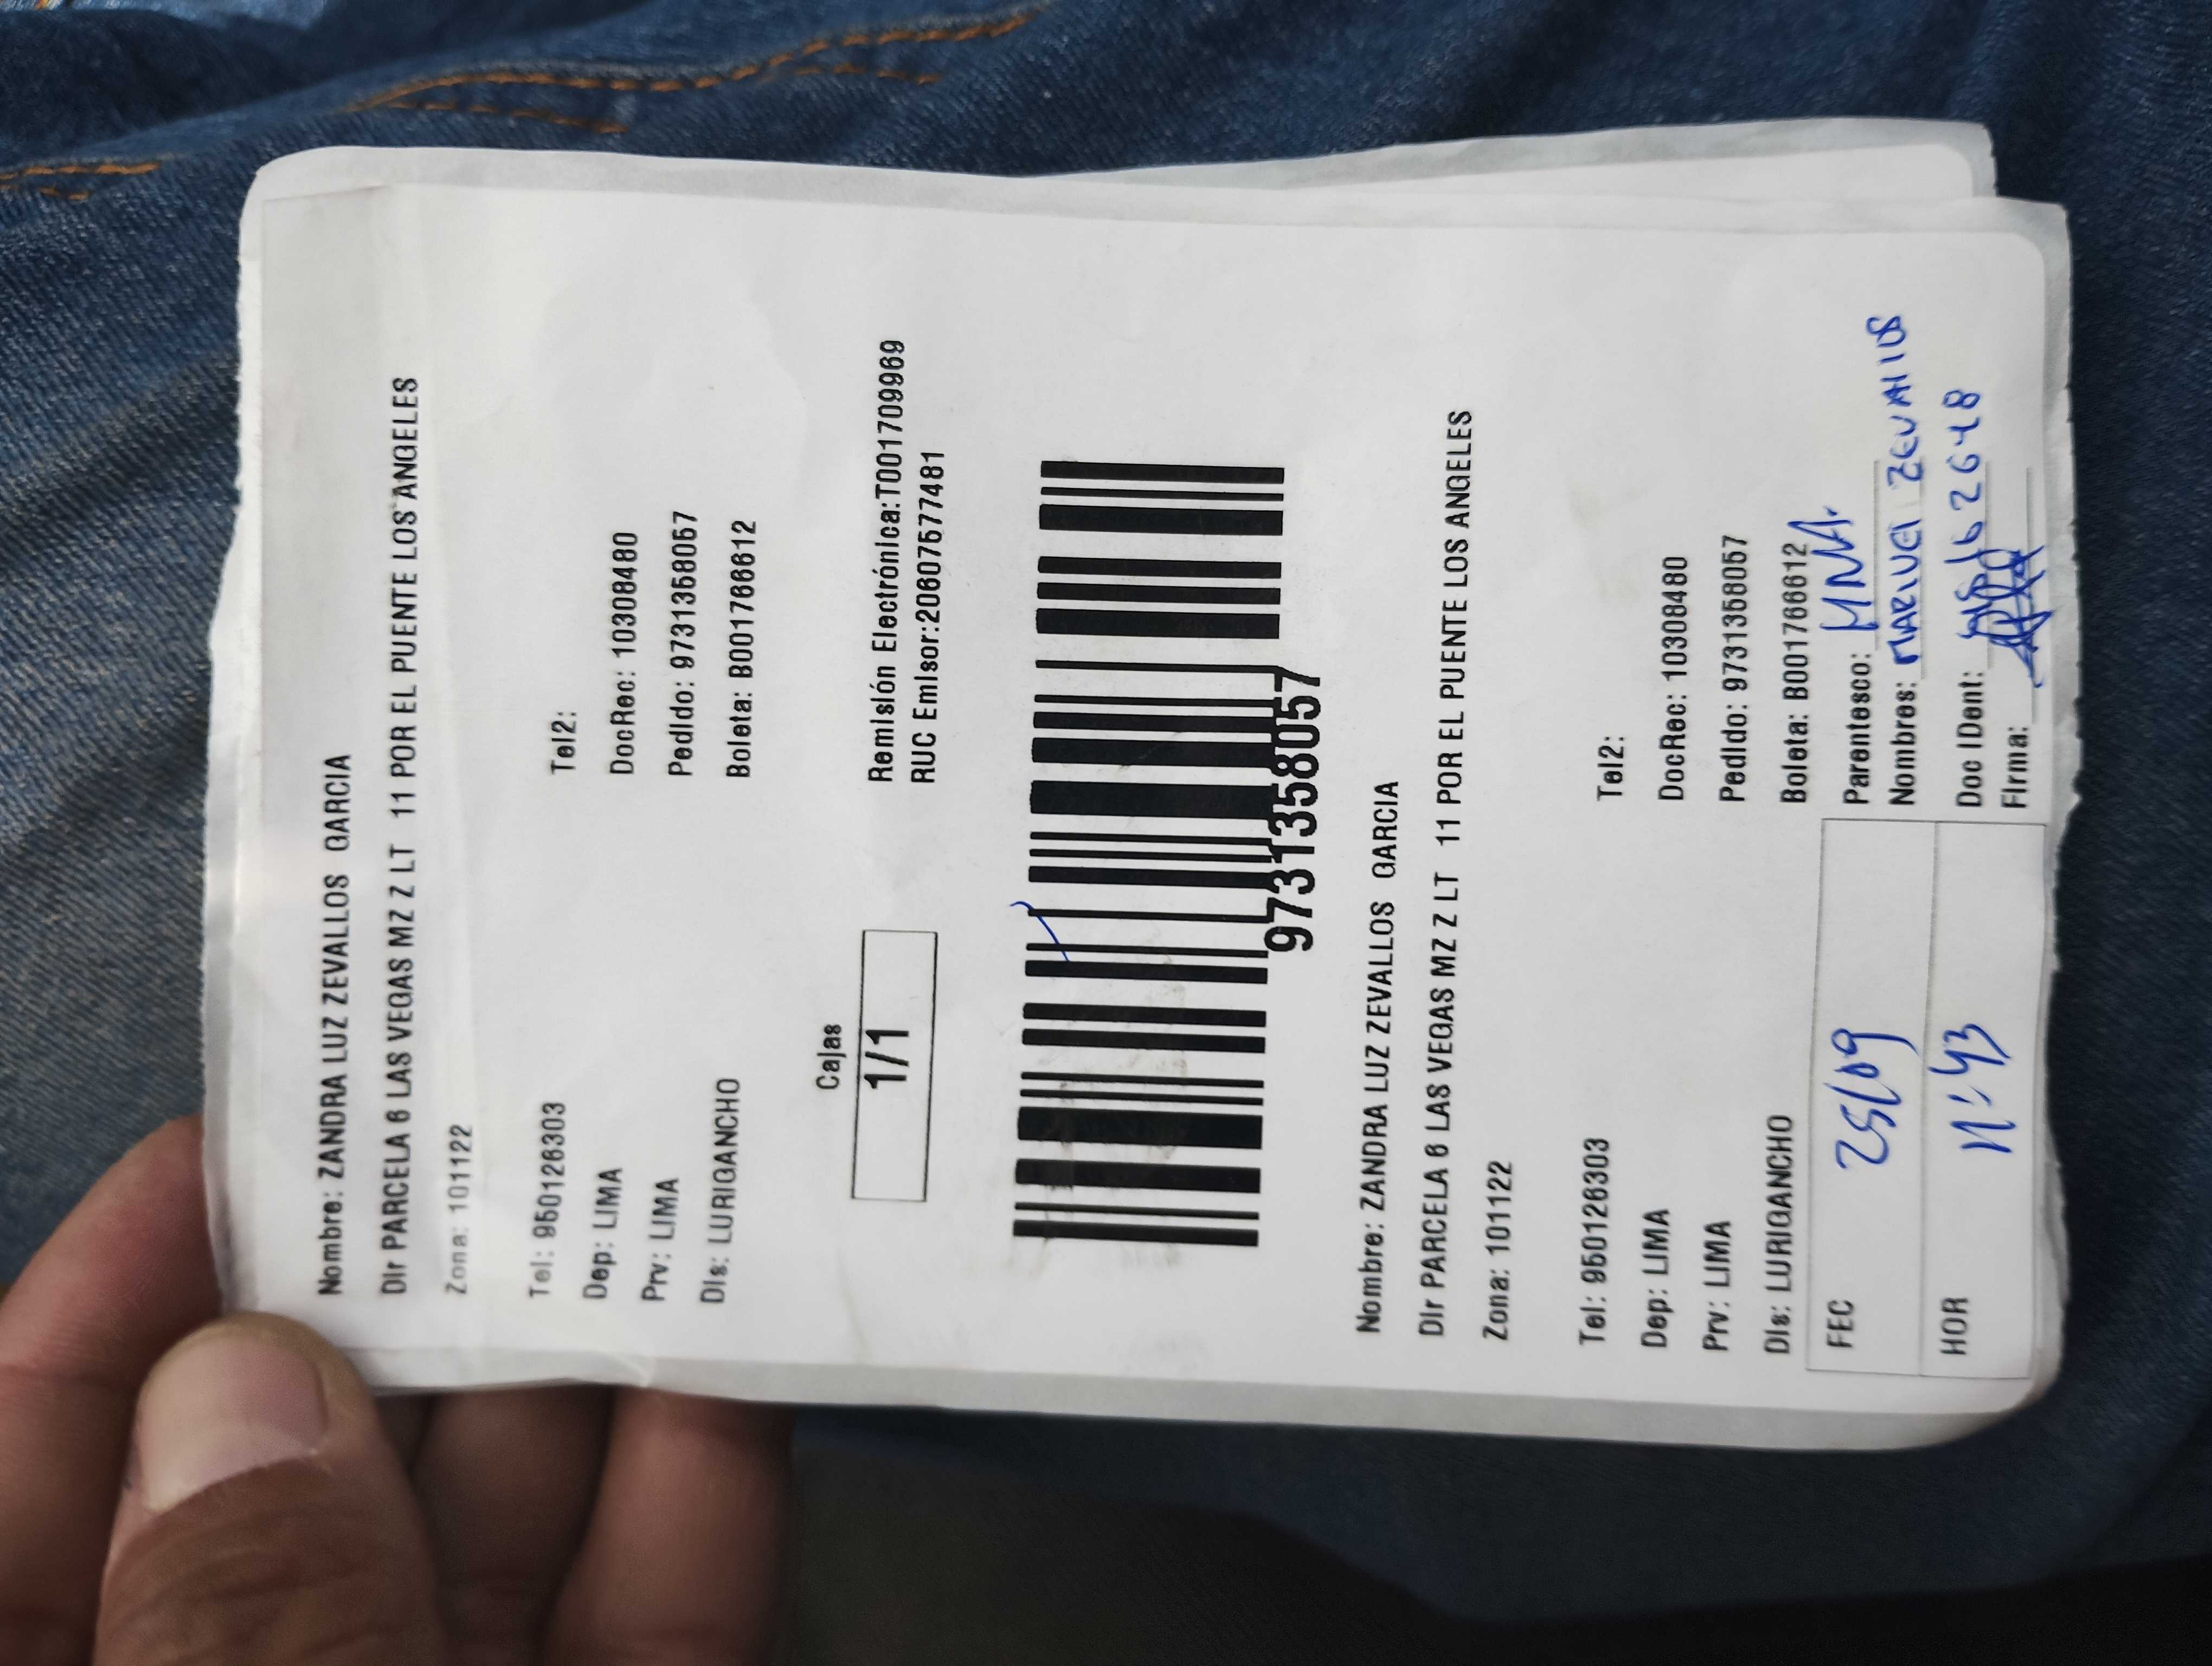 Nombre: ZANDRA LUZ ZEVALLOS GARCIA
Dir PARCELA 6 LAS VEGAS MZ Z LT 11 POR EL PUENTE LOS ANGELES
Zona: 101122
Tel: 950126303 Tel2:
Dep: LIMA DocRec: 10308480
Prv: LIMA Pedido: 9731358057
Dis: LURIGANCHO Boleta: B001766612
Cajas
1/1
Remisión Electrónica:T001709969
RUC Emisor:20607577481
9731358057
Nombre: ZANDRA LUZ ZEVALLOS GARCIA
Dir PARCELA 6 LAS VEGAS MZ Z LT 11 POR EL PUENTE LOS ANGELES
Zona: 101122
Tel: 950126303 Tel2:
Dep: LIMA DocRec: 10308480
Prv: LIMA Pedido: 9731358057
Dis: LURIGANCHO Boleta: B001766612
FEC 25/09
HOR 11:43
Parentesco:
Nombres: MANUEL ZEVALLOS
Doc IDent:
Firma: